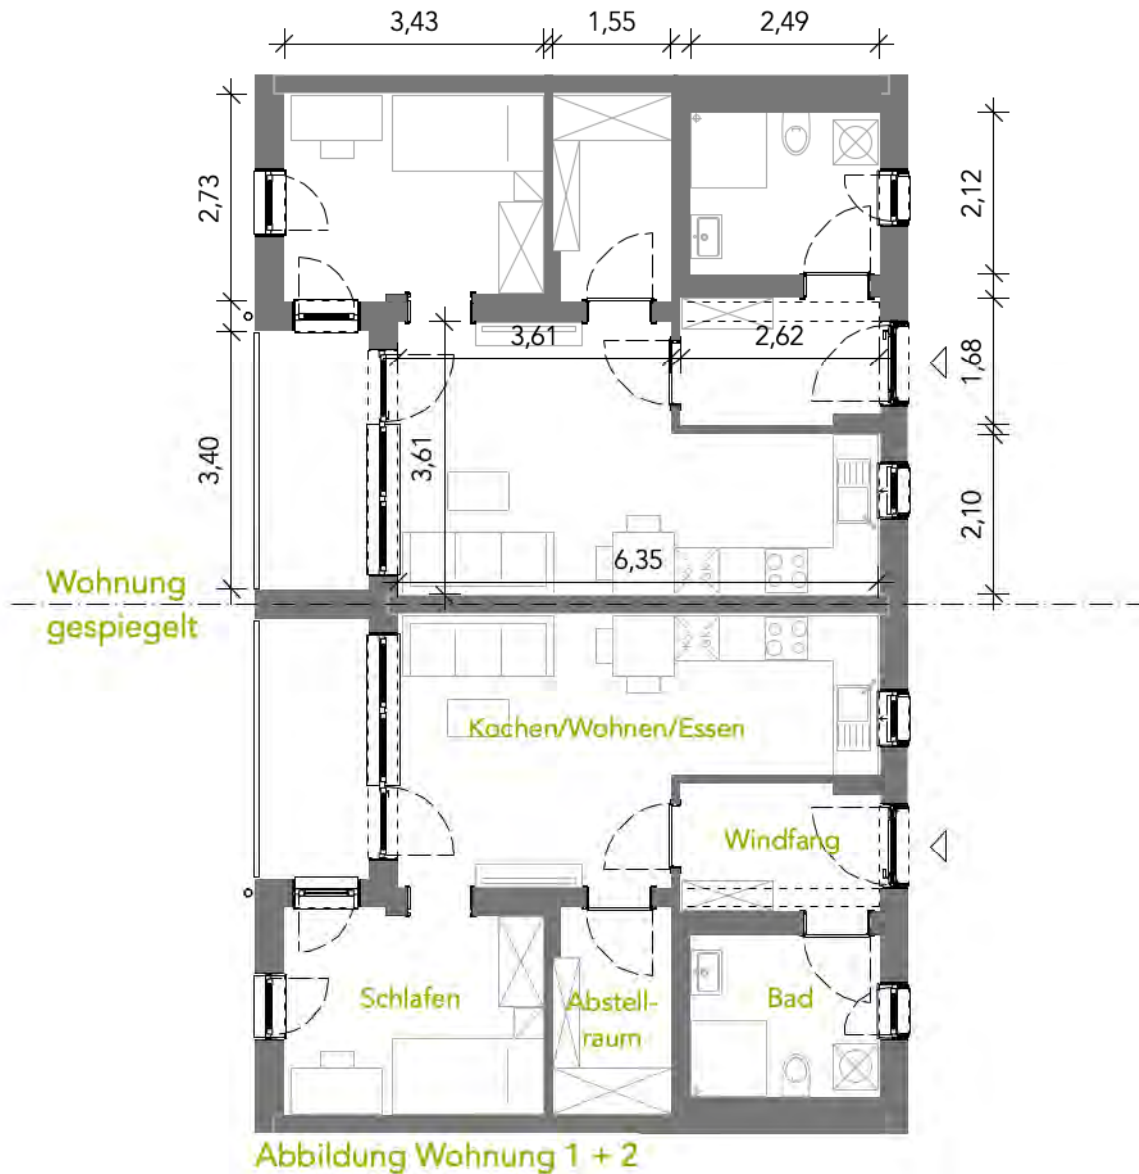 3,43 1,55 2,49
2,73
2,12
3,61 2,62
1,68
3,40
3,61
2,10
6,35
Wohnung
gespiegelt
Kochen/Wohnen/Essen
Windfang
Schlafen
Abstell-
raum
Bad
Abbildung Wohnung 1 + 2